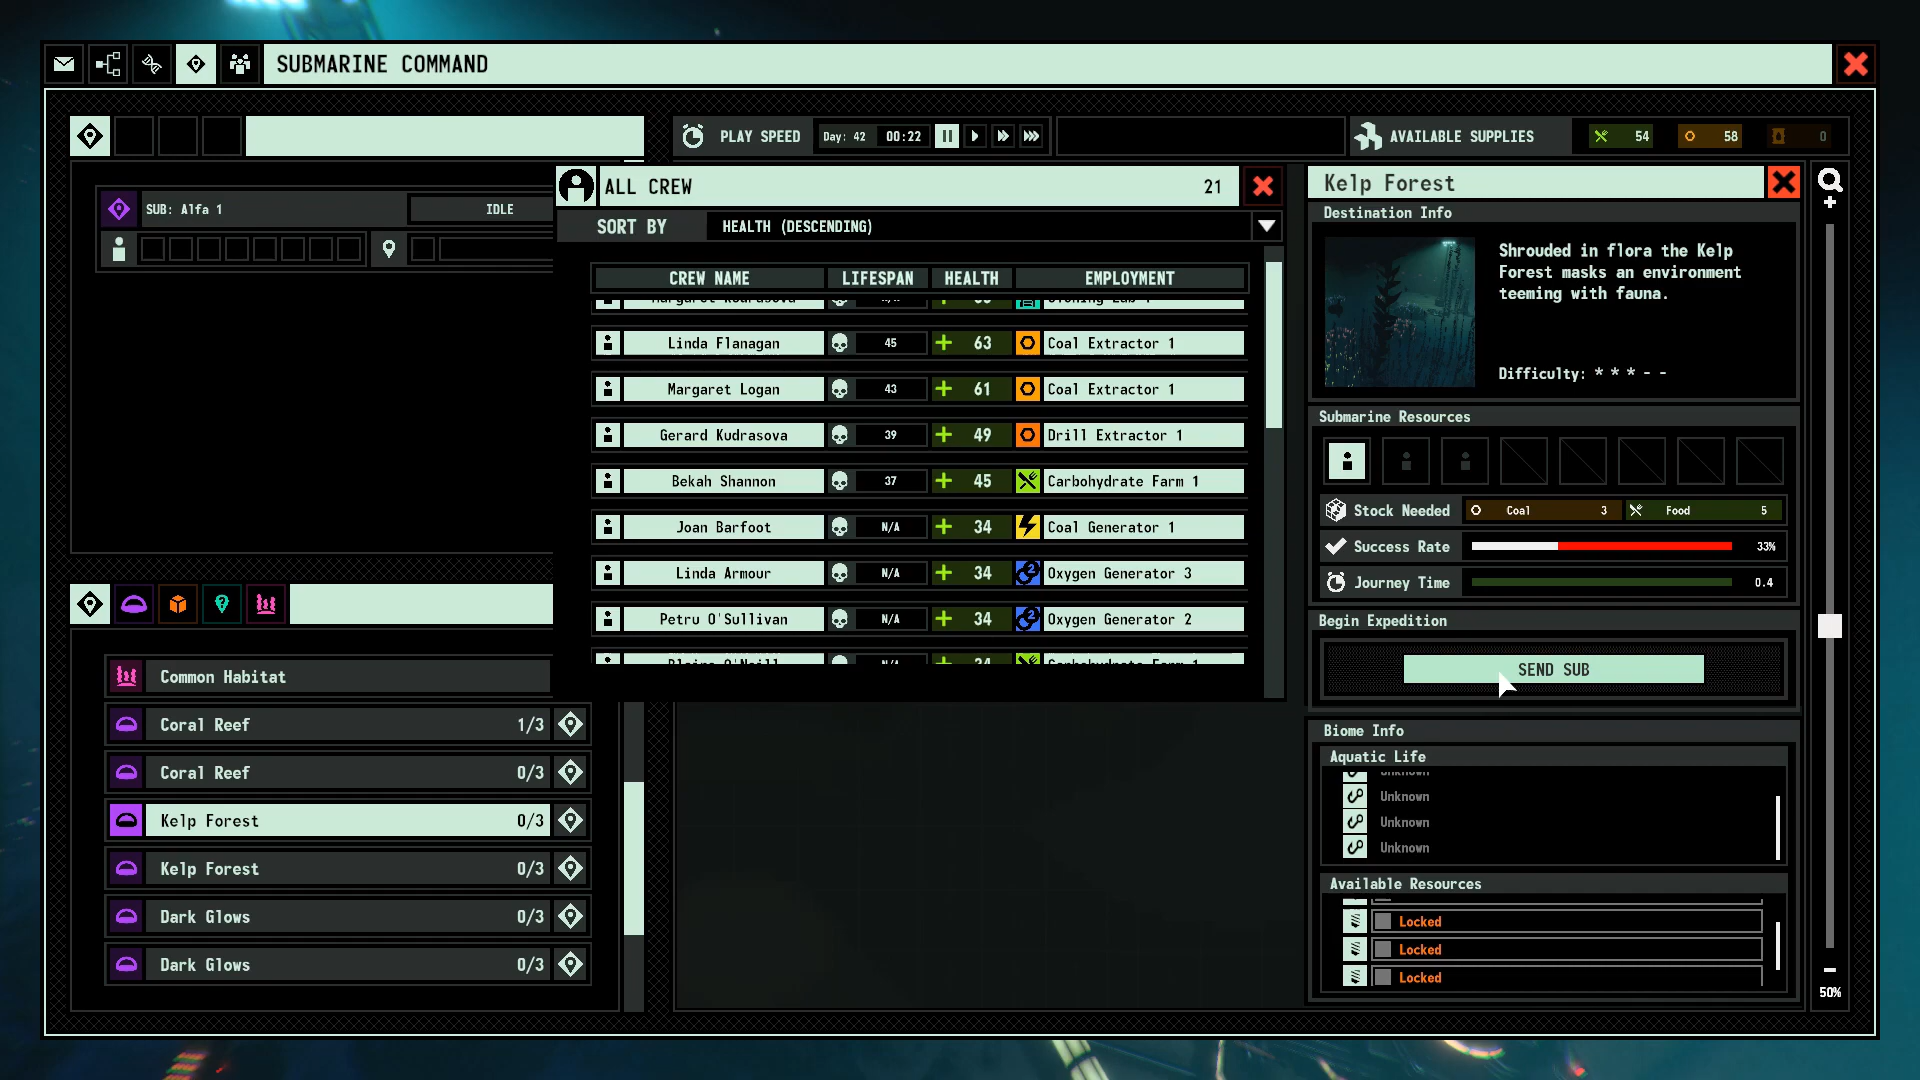 SUBMARINE COMMAND
PLAY SPEED
Day: 42
00:22
AVAILABLE SUPPLIES
54
58
0
SUB: Alfa 1
IDLE
ALL CREW
21
SORT BY
HEALTH (DESCENDING)
CREW NAME
LIFESPAN
HEALTH
EMPLOYMENT
Linda Flanagan
45
63
Coal Extractor 1
Margaret Logan
43
61
Coal Extractor 1
Gerard Kudrasova
39
49
Drill Extractor 1
Bekah Shannon
37
45
Carbohydrate Farm 1
Joan Barfoot
N/A
34
Coal Generator 1
Linda Armour
N/A
34
Oxygen Generator 3
Petru O'Sullivan
N/A
34
Oxygen Generator 2
Common Habitat
Coral Reef
1/3
Coral Reef
0/3
Kelp Forest
0/3
Kelp Forest
0/3
Dark Glows
0/3
Dark Glows
0/3
Kelp Forest
Destination Info
Shrouded in flora the Kelp
Forest masks an environment
teeming with fauna.
Difficulty: * * * - -
Submarine Resources
Stock Needed
Coal
3
Food
5
Success Rate
33%
Journey Time
0.4
Begin Expedition
SEND SUB
Biome Info
Aquatic Life
Unknown
Unknown
Unknown
Unknown
Available Resources
Locked
Locked
Locked
50%